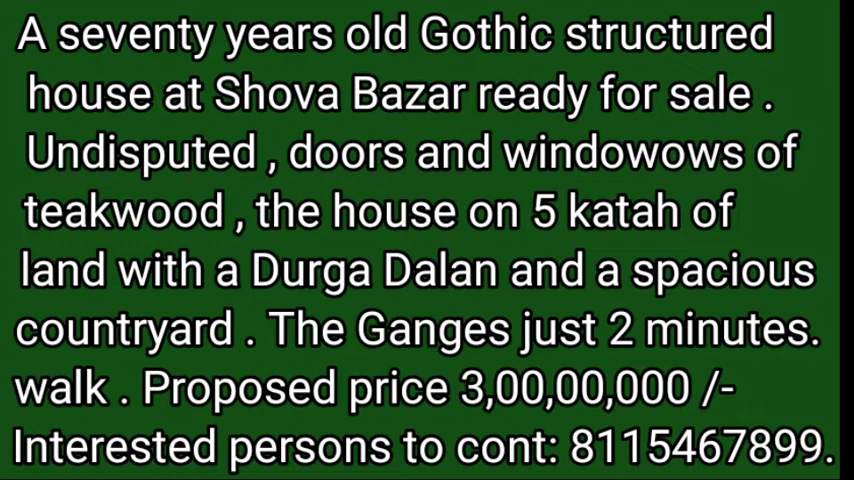 A seventy years old Gothic structured
house at Shova Bazar ready for sale .
Undisputed , doors and windowows of
teakwood , the house on 5 katah of
land with a Durga Dalan and a spacious
countryard . The Ganges just 2 minutes.
walk . Proposed price 3,00,00,000 /-
Interested persons to cont: 8115467899.